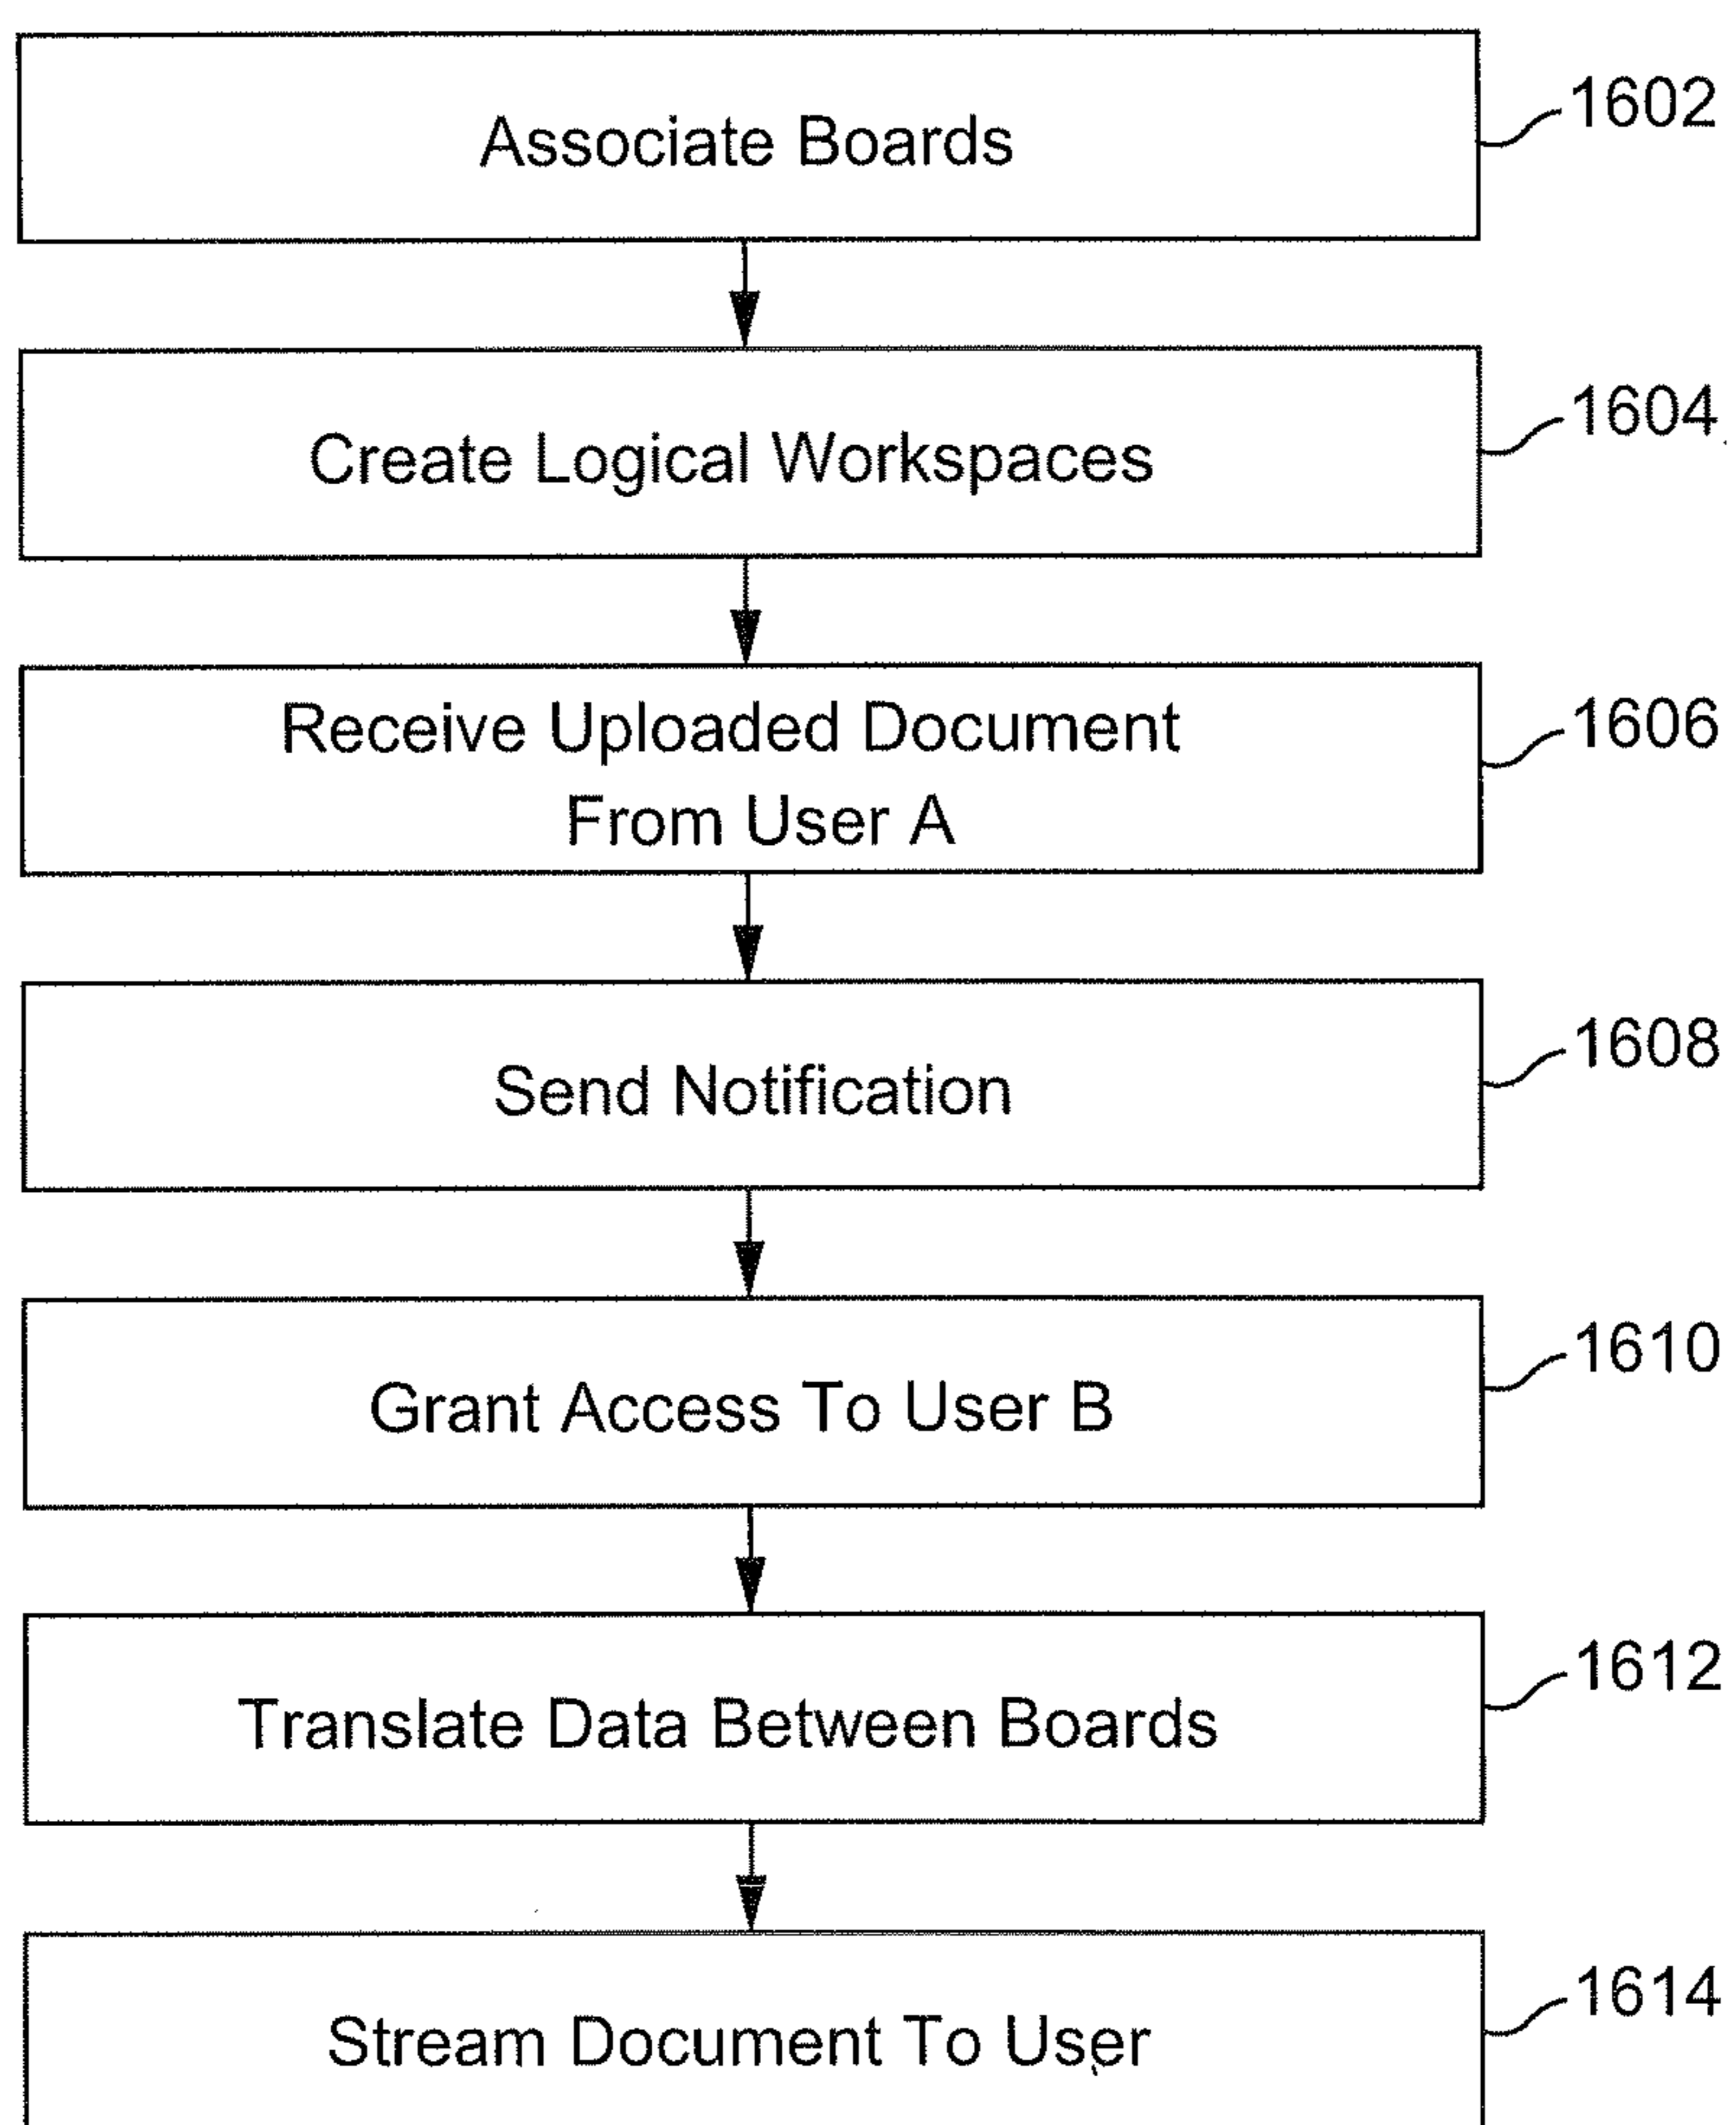 Associate Boards
1602
Create Logical Workspaces
1604
Receive Uploaded Document
From User A
1606
Send Notification
1608
Grant Access To User B
1610
Translate Data Between Boards
1612
Stream Document To User
1614